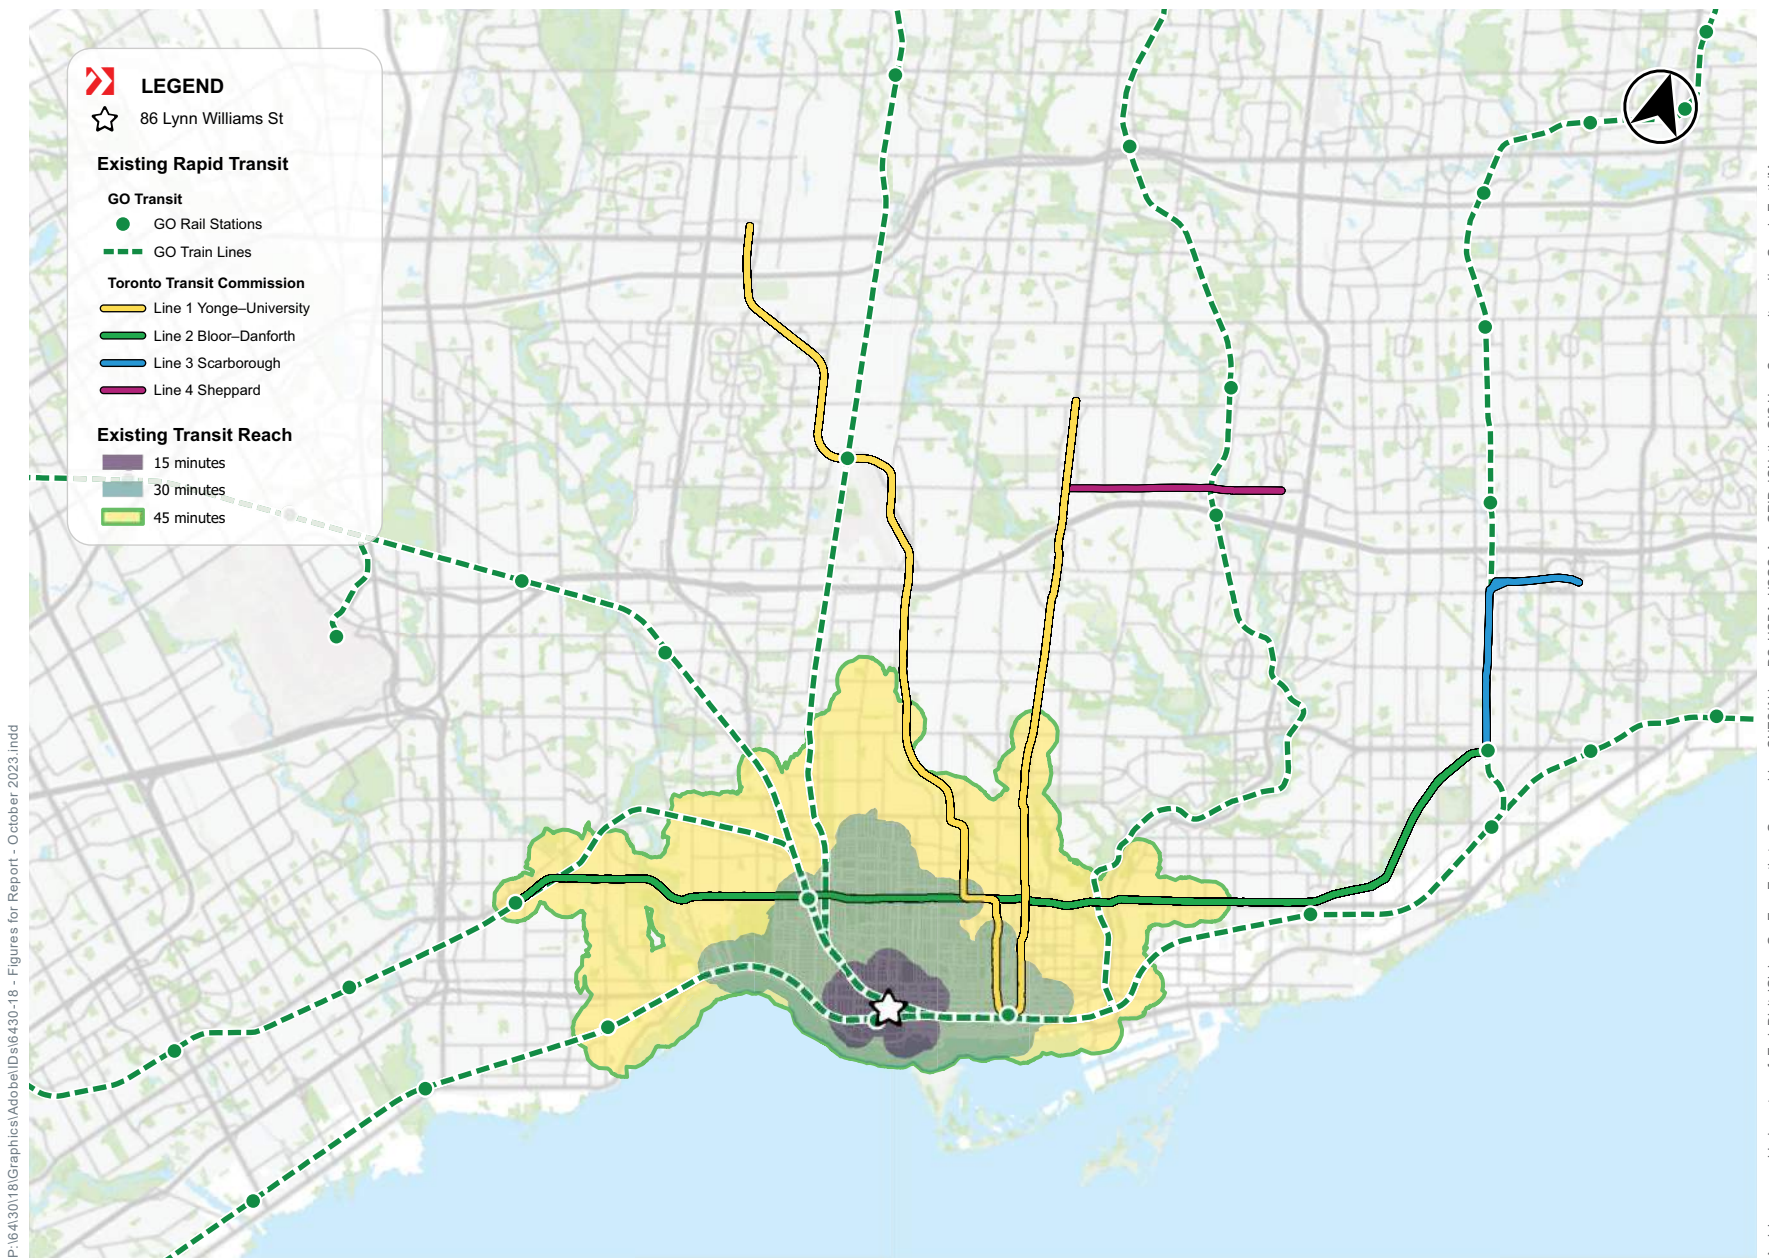 LEGEND
86 Lynn Williams St
Existing Rapid Transit
GO Transit
GO Rail Stations
GO Train Lines
Toronto Transit Commission
Line 1 Yonge–University
Line 2 Bloor–Danforth
Line 3 Scarborough
Line 4 Sheppard
Existing Transit Reach
15 minutes
30 minutes
45 minutes
P:\64\30\18\Graphics\Adobe\IDs\6430-18 - Figures for Report - October 2023.indd